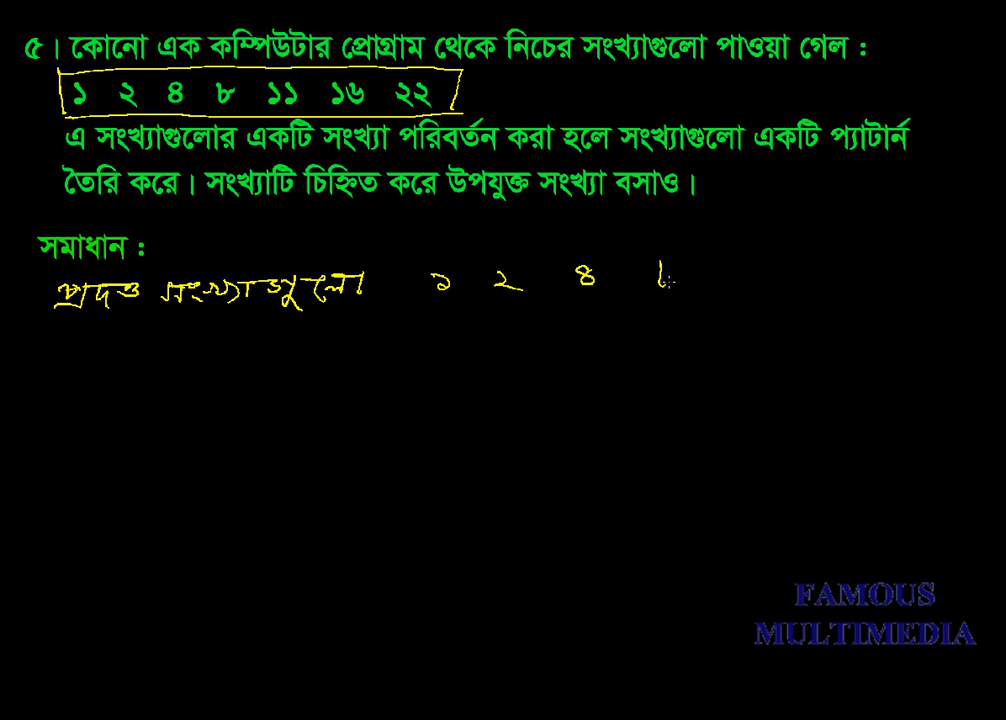 ৫। কোনো এক কম্পিউটার প্রোগ্রাম থেকে নিচের সংখ্যাগুলো পাওয়া গেল :
১ ২ ৪ ৮ ১১ ১৬ ২২
এ সংখ্যাগুলোর একটি সংখ্যা পরিবর্তন করা হলে সংখ্যাগুলো একটি প্যাটার্ন
তৈরি করে। সংখ্যাটি চিহ্নিত করে উপযুক্ত সংখ্যা বসাও।
সমাধান :
প্রদত্ত সংখ্যাগুলো ১ ২ ৪
FAMOUS
MULTIMEDIA